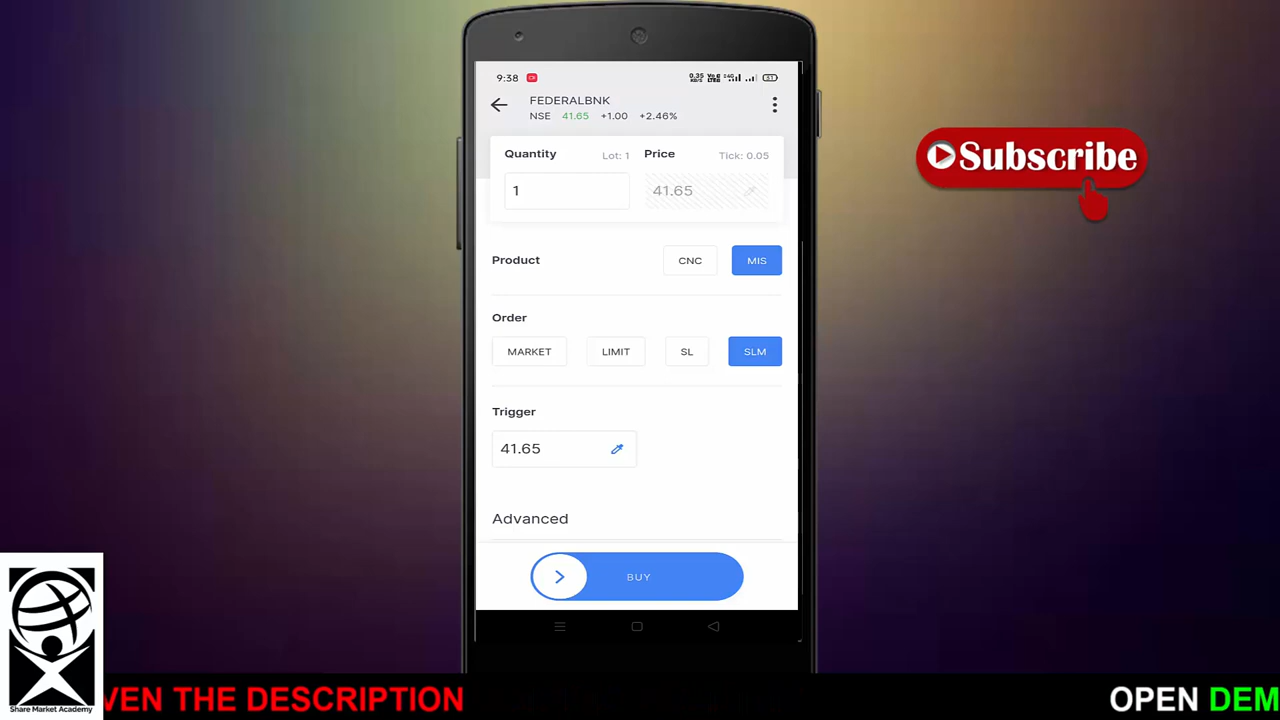 9:38
FEDERALBNK
NSE 41.65 +1.00 +2.46%
Quantity Lot: 1 Price Tick: 0.05
1 41.65
Product CNC MIS
Order
MARKET LIMIT SL SLM
Trigger
41.65
Advanced
BUY
Subscribe
Share Market Academy
VEN THE DESCRIPTION OPEN DEM